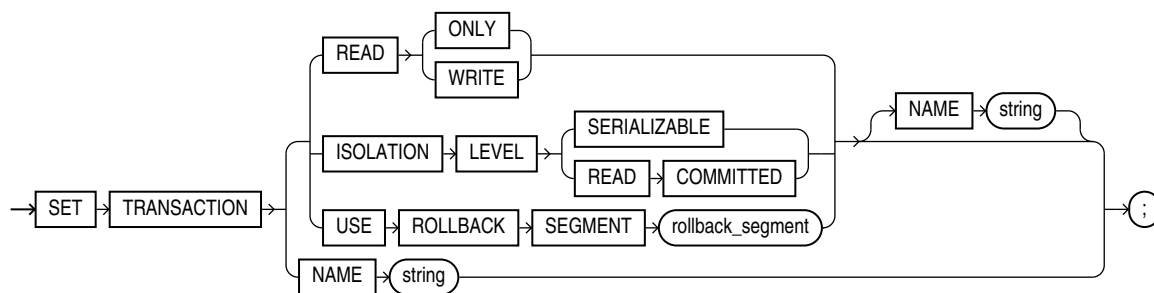 ONLY
READ
WRITE
NAME string
SERIALIZABLE
ISOLATION LEVEL
READ COMMITTED
SET TRANSACTION ;
USE ROLLBACK SEGMENT rollback_segment
NAME string